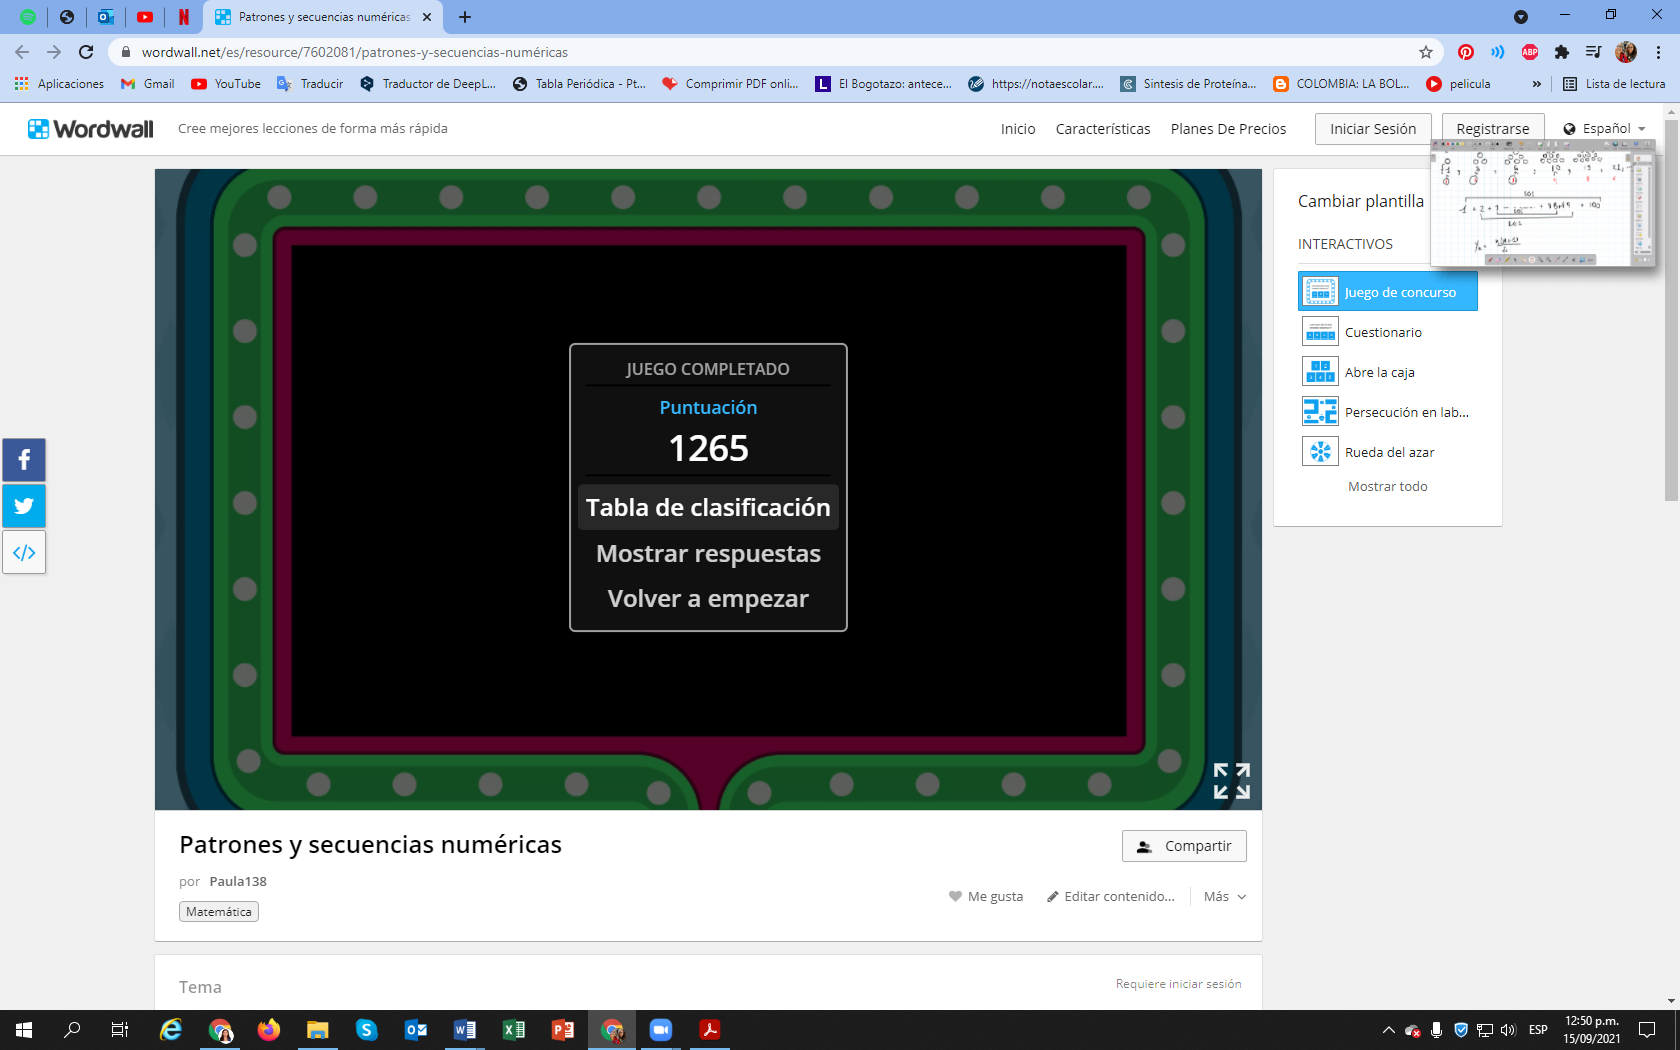 Patrones y secuencias numéricas
wordwall.net/es/resource/7602081/patrones-y-secuencias-numéricas
ABP
Aplicaciones
Gmail
YouTube
Traducir
Traductor de DeepL...
Tabla Periódica - Pt...
Comprimir PDF onli...
El Bogotazo: antece...
https://notaescolar....
Sintesis de Proteína...
COLOMBIA: LA BOL...
pelicula
»
Lista de lectura
Wordwall
Cree mejores lecciones de forma más rápida
Inicio
Características
Planes De Precios
Iniciar Sesión
Registrarse
Español
Cambiar plantilla
INTERACTIVOS
Juego de concurso
Cuestionario
Abre la caja
Persecución en lab...
Rueda del azar
Mostrar todo
JUEGO COMPLETADO
Puntuación
1265
Tabla de clasificación
Mostrar respuestas
Volver a empezar
Patrones y secuencias numéricas
Compartir
por Paula138
Me gusta
Editar contenido...
Más
Matemática
Tema
Requiere iniciar sesión
ESP
12:50 p.m.
15/09/2021